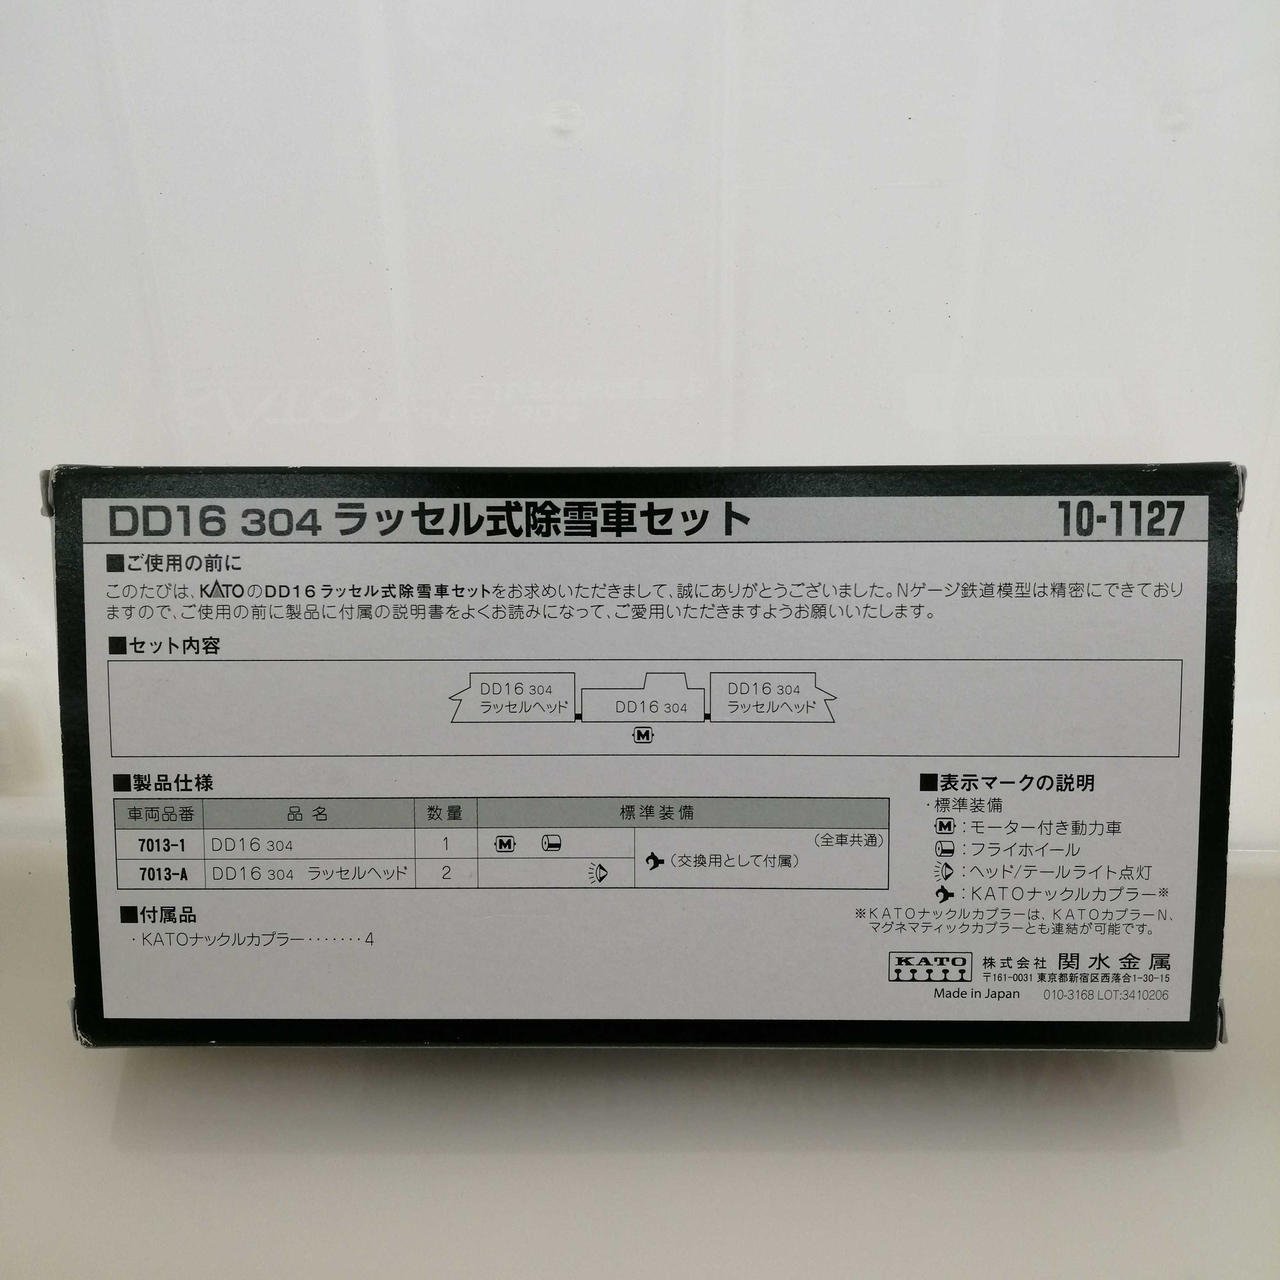 DD16 304 ラッセル式除雪車セット 10-1127
■ご使用の前に
このたびは、KATOのDD16ラッセル式除雪車セットをお求めいただきまして、誠にありがとうございました。Nゲージ鉄道模型は精密にできており
ますので、ご使用の前に製品に付属の説明書をよくお読みになって、ご愛用いただきますようお願いいたします。
■セット内容
DD16 304
ラッセルヘッド
DD16 304
DD16 304
ラッセルヘッド
M
■製品仕様
車両品番 品名 数量 標準装備
7013-1 DD16 304 1 M (全車共通)
(交換用として付属)
7013-A DD16 304 ラッセルヘッド 2
■付属品
・KATOナックルカプラー・・・・・・・4
■表示マークの説明
・標準装備
M:モーター付き動力車
:フライホイール
:ヘッド/テールライト点灯
:KATOナックルカプラー※
※KATOナックルカプラーは、KATOカプラーN、
マグネマティックカプラーとも連結が可能です。
KATO 株式会社 関水金属
〒161-0031 東京都新宿区西落合1-30-15
Made in Japan 010-3168 LOT:3410206